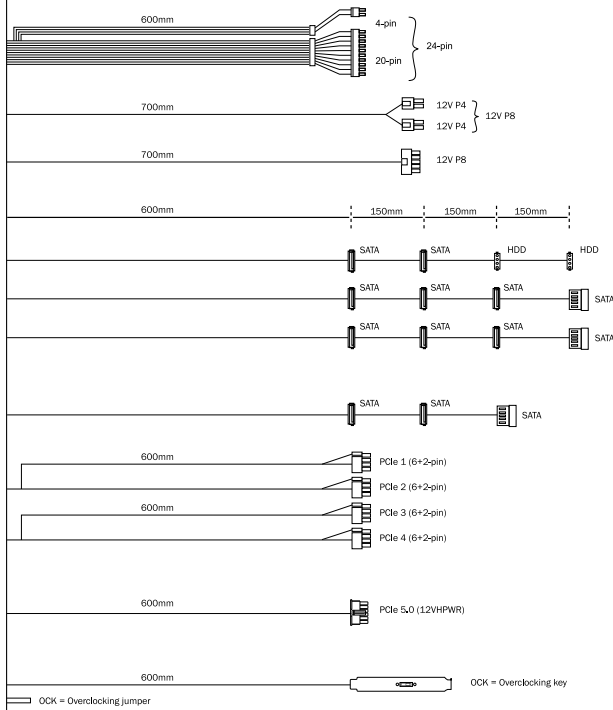 600mm
4-pin
20-pin
24-pin
700mm
12V P4
12V P4
12V P8
700mm
12V P8
600mm
150mm
150mm
150mm
SATA
SATA
HDD
HDD
SATA
SATA
SATA
SATA
SATA
SATA
SATA
SATA
SATA
SATA
SATA
600mm
PCIe 1 (6+2-pin)
PCIe 2 (6+2-pin)
600mm
PCIe 3 (6+2-pin)
PCIe 4 (6+2-pin)
600mm
PCIe 5.0 (12VHPWR)
600mm
OCK = Overclocking key
OCK = Overclocking jumper